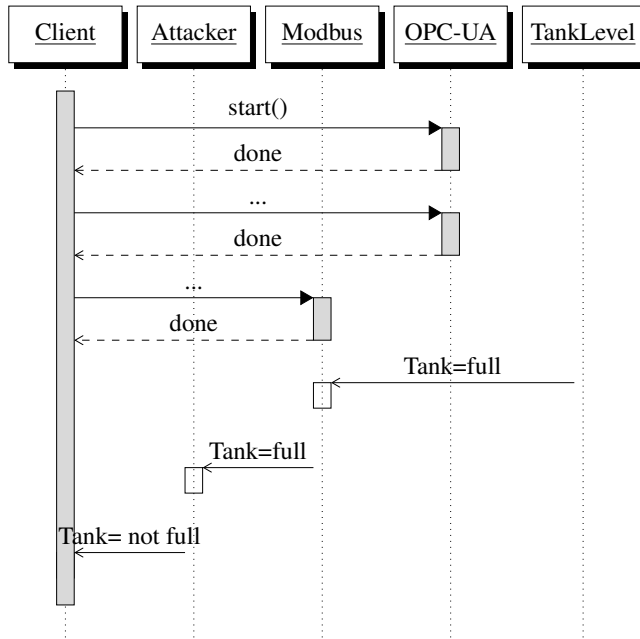 Client Attacker Modbus OPC-UA TankLevel
start()
done
...
done
...
done
Tank=full
Tank=full
Tank= not full